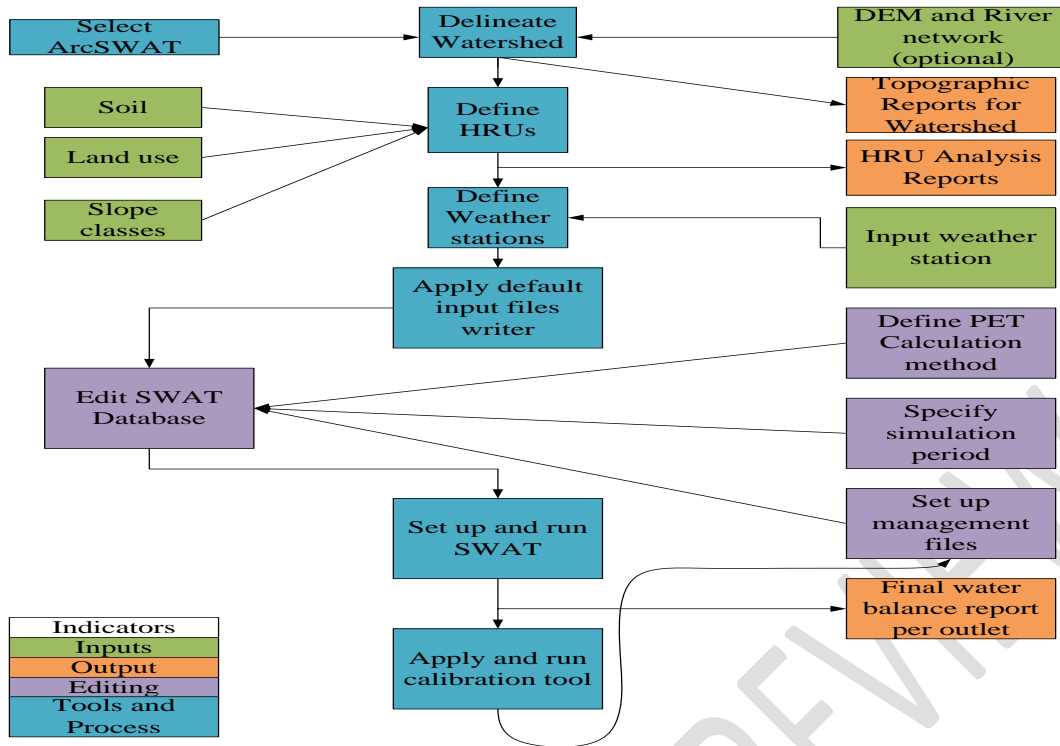 Select
ArcSWAT
Delineate
Watershed
DEM and River
network
(optional)
Topographic
Reports for
Watershed
Soil
Define
HRUs
Land use
HRU Analysis
Reports
Slope
classes
Define
Weather
stations
Input weather
station
Apply default
input files
writer
Define PET
Calculation
method
Edit SWAT
Database
Specify
simulation
period
Set up
management
files
Set up and run
SWAT
Final water
balance report
per outlet
Apply and run
calibration tool
Indicators
Inputs
Output
Editing
Tools and
Process